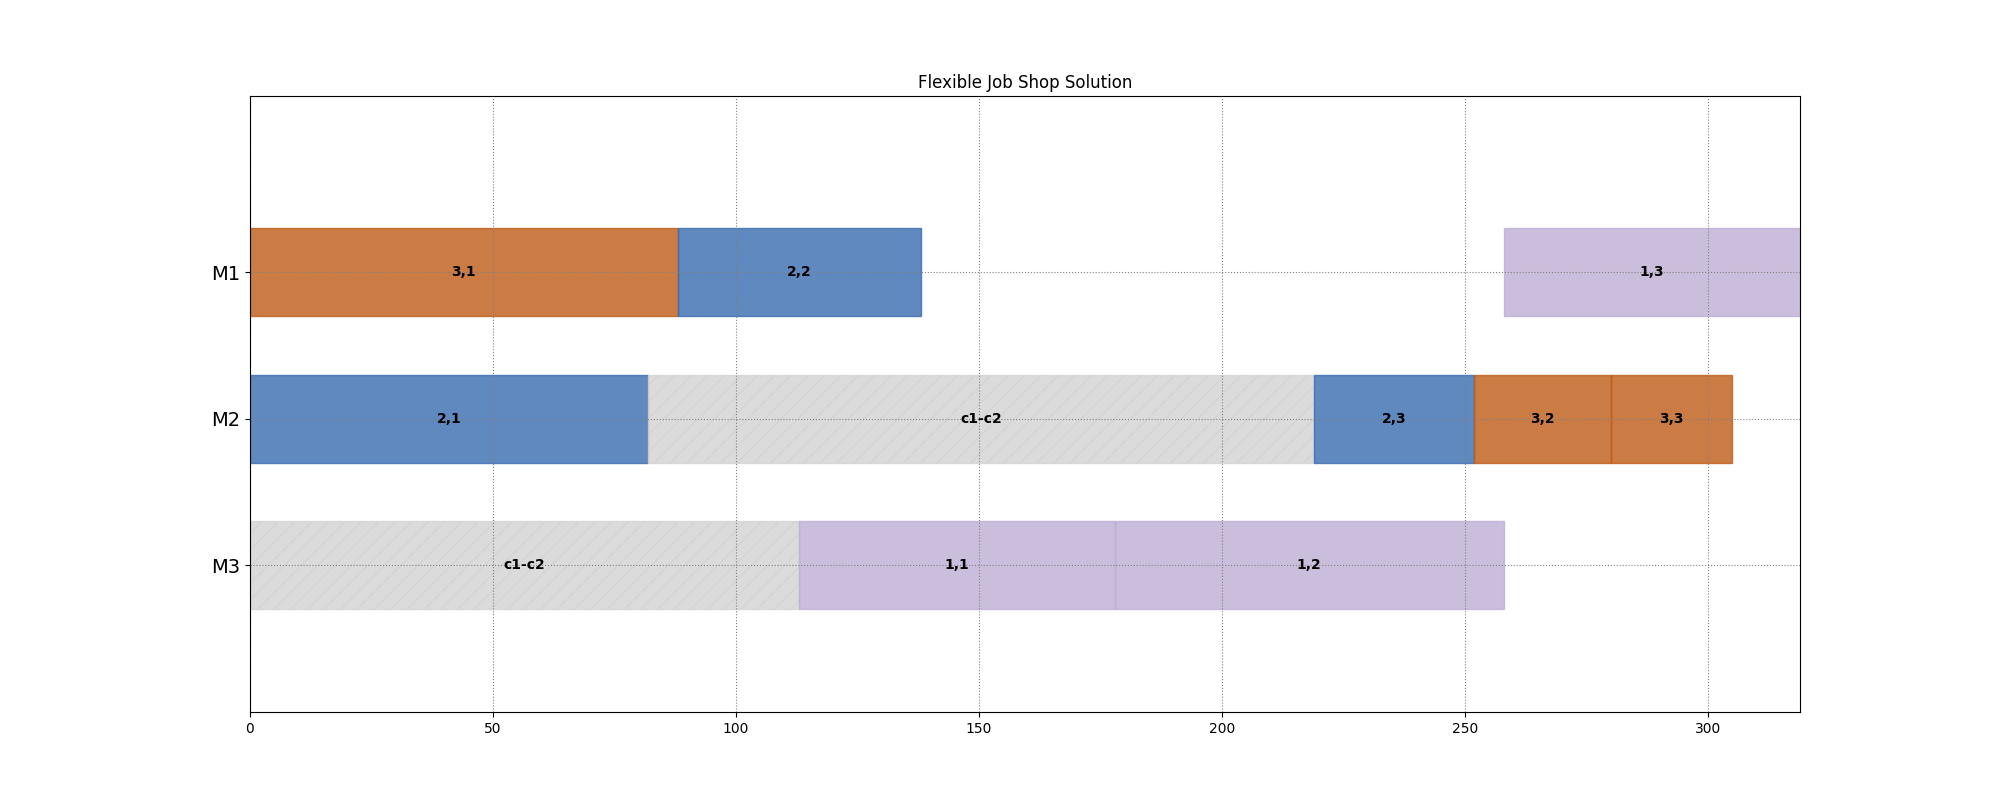 Flexible Job Shop Solution
M1
3,1
2,2
1,3
M2
2,1
c1-c2
2,3
3,2
3,3
M3
c1-c2
1,1
1,2
0 50 100 150 200 250 300